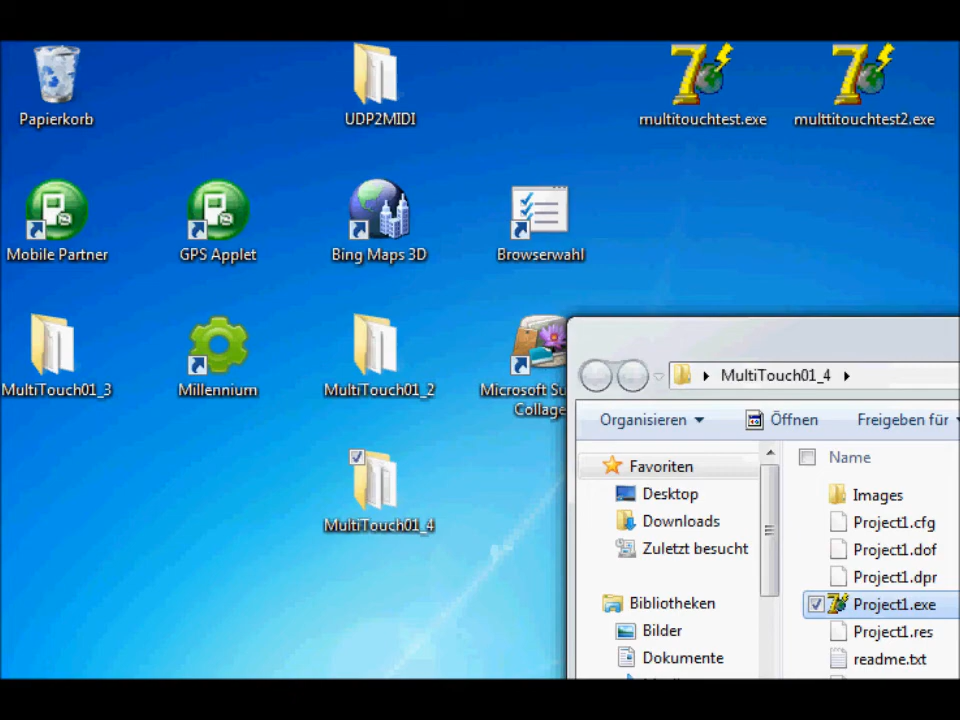 Papierkorb
UDP2MIDI
multitouchtest.exe
multtitouchtest2.exe
Mobile Partner
GPS Applet
Bing Maps 3D
Browserwahl
MultiTouch01_3
Millennium
MultiTouch01_2
Microsoft Su
Collage
MultiTouch01_4
MultiTouch01_4
Organisieren
Öffnen
Freigeben für
Favoriten
Desktop
Downloads
Zuletzt besucht
Bibliotheken
Bilder
Dokumente
Name
Images
Project1.cfg
Project1.dof
Project1.dpr
Project1.exe
Project1.res
readme.txt